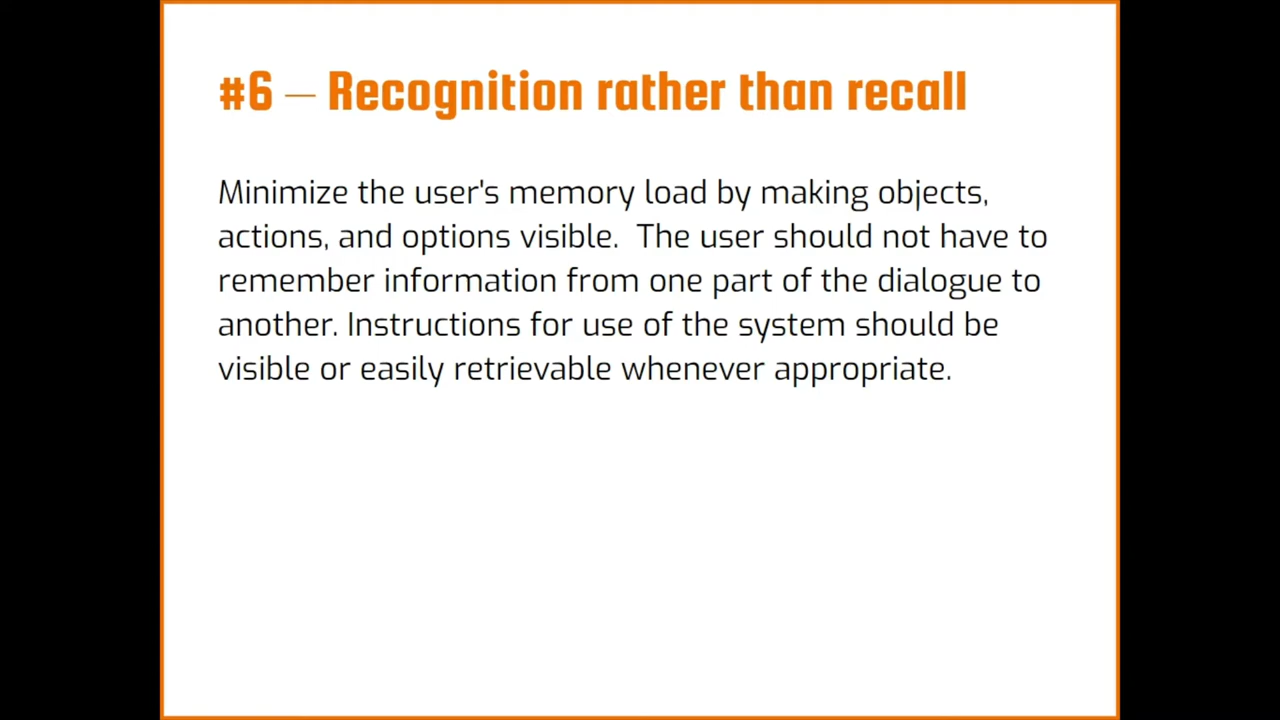 #6 – Recognition rather than recall
Minimize the user's memory load by making objects,
actions, and options visible.  The user should not have to
remember information from one part of the dialogue to
another. Instructions for use of the system should be
visible or easily retrievable whenever appropriate.